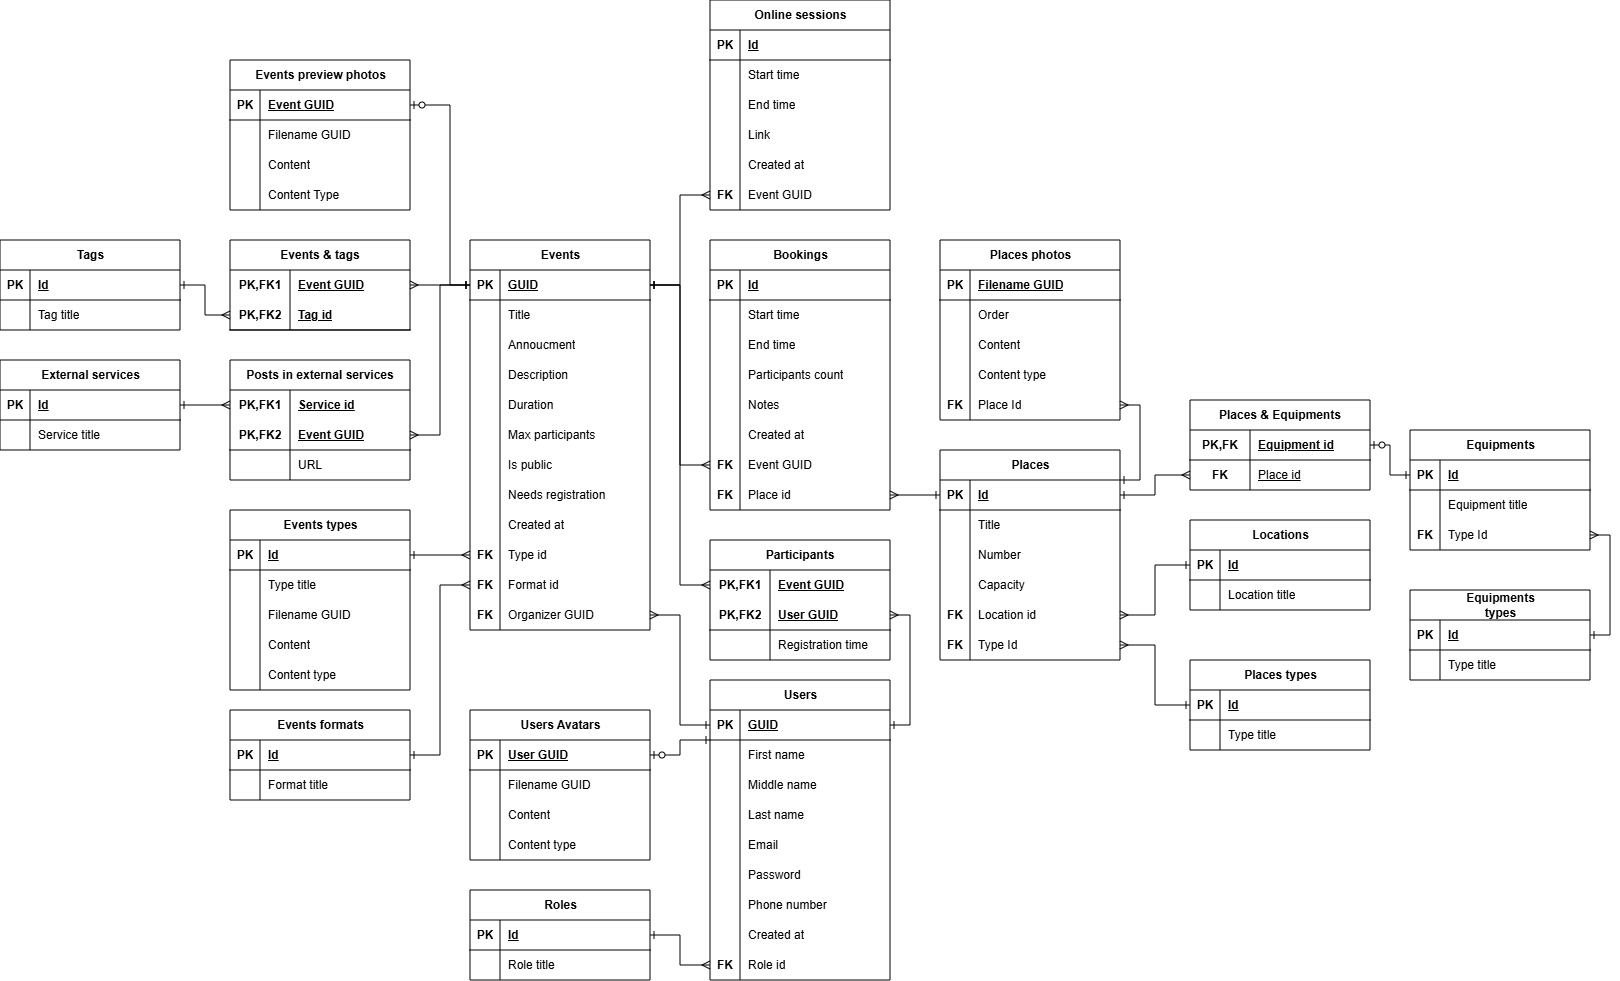 Online sessions
PK Id
Start time
End time
Link
Created at
FK Event GUID
Events preview photos
PK Event GUID
Filename GUID
Content
Content Type
Tags
PK Id
Tag title
Events & tags
PK,FK1 Event GUID
PK,FK2 Tag id
Events
PK GUID
Title
Annoucment
Description
Duration
Max participants
Is public
Needs registration
Created at
FK Type id
FK Format id
FK Organizer GUID
Bookings
PK Id
Start time
End time
Participants count
Notes
Created at
FK Event GUID
FK Place id
Places photos
PK Filename GUID
Order
Content
Content type
FK Place Id
External services
PK Id
Service title
Posts in external services
PK,FK1 Service id
PK,FK2 Event GUID
URL
Places
PK Id
Title
Number
Capacity
FK Location id
FK Type Id
Places & Equipments
PK,FK Equipment id
FK Place id
Equipments
PK Id
Equipment title
FK Type Id
Locations
PK Id
Location title
Equipments
types
PK Id
Type title
Places types
PK Id
Type title
Events types
PK Id
Type title
Filename GUID
Content
Content type
Participants
PK,FK1 Event GUID
PK,FK2 User GUID
Registration time
Events formats
PK Id
Format title
Users Avatars
PK User GUID
Filename GUID
Content
Content type
Users
PK GUID
First name
Middle name
Last name
Email
Password
Phone number
Created at
FK Role id
Roles
PK Id
Role title